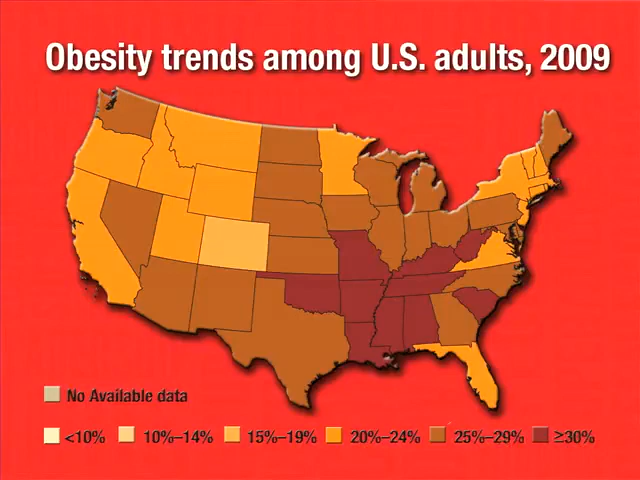 Obesity trends among U.S. adults, 2009
No Available data
<10% 10%–14% 15%–19% 20%–24% 25%–29% ≥30%